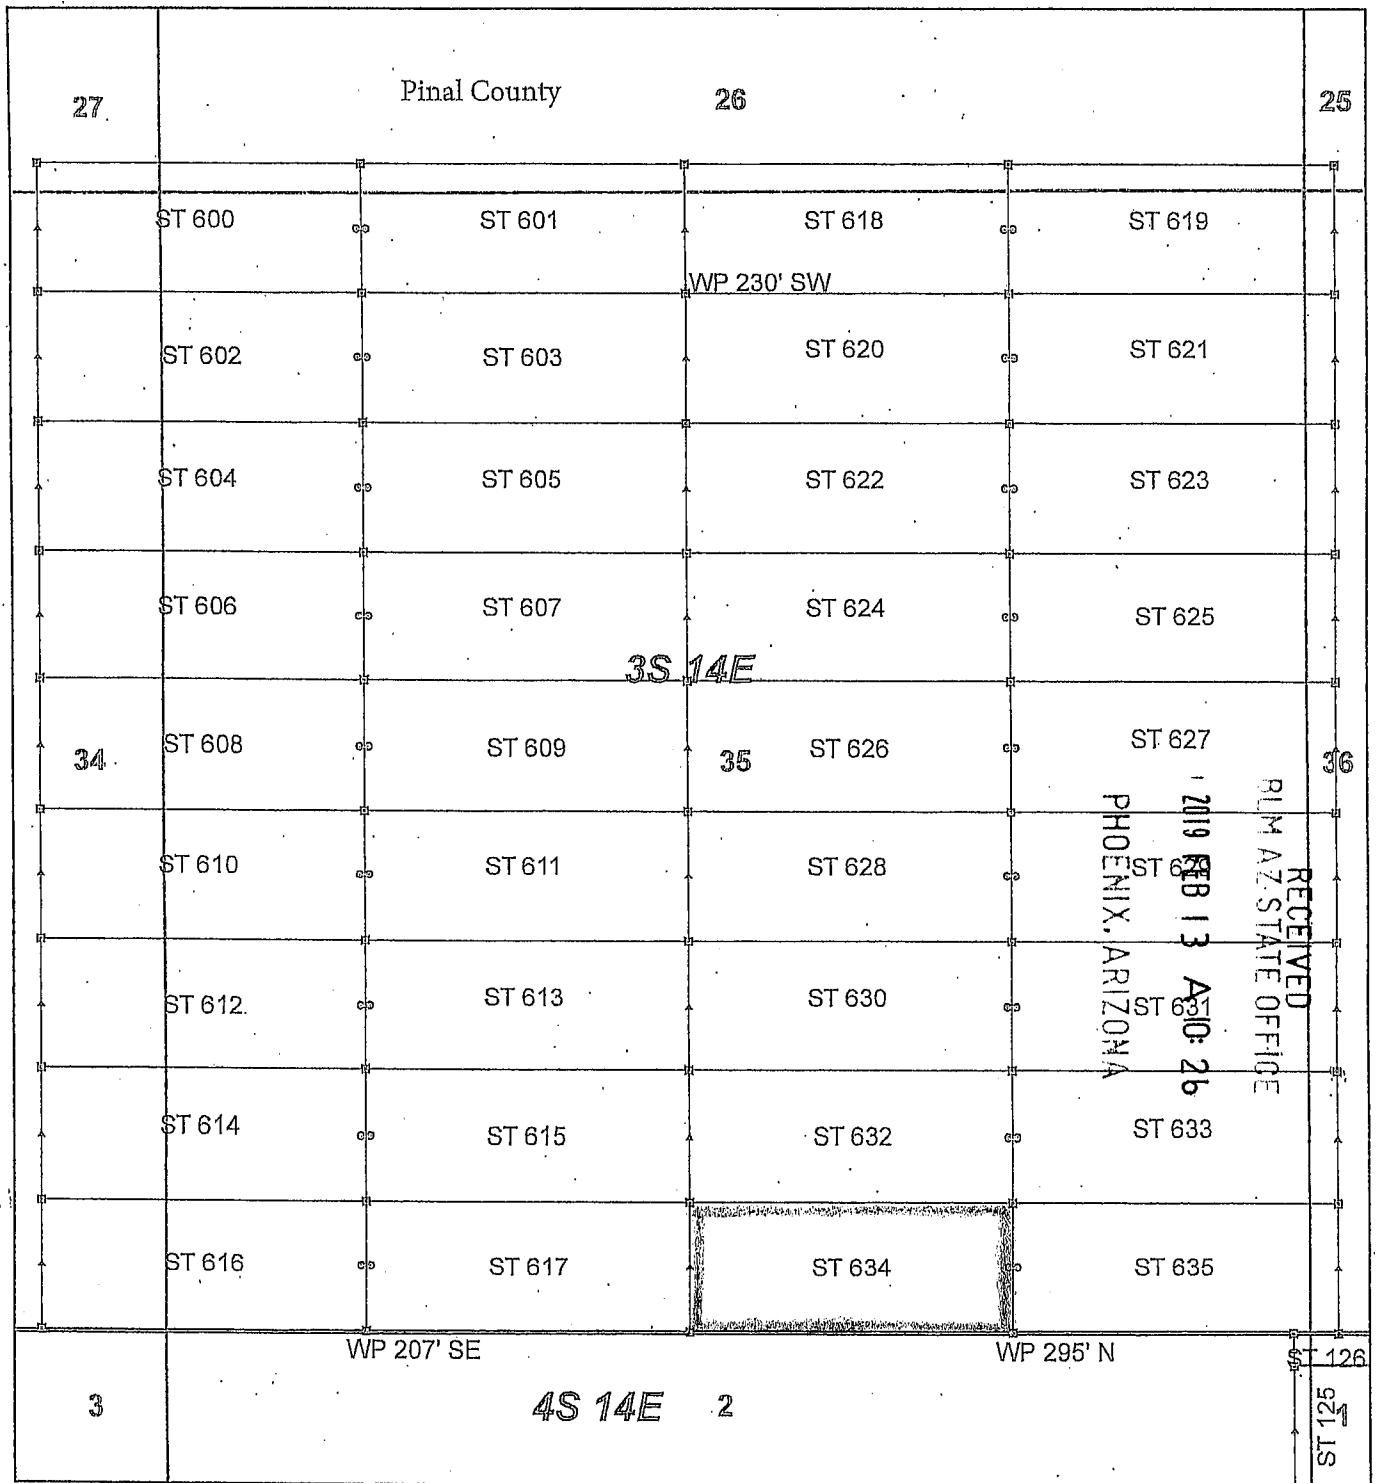 27 Pinal County 26 25
ST 600 ST 601 ST 618 ST 619
WP 230' SW
ST 602 ST 603 ST 620 ST 621
ST 604 ST 605 ST 622 ST 623
ST 606 ST 607 ST 624 ST 625
3S 14E
34 ST 608 ST 609 35 ST 626 ST 627 36
ST 610 ST 611 ST 628 ST 629
ST 612 ST 613 ST 630 ST 631
RECEIVED
BLM AZ STATE OFFICE
2019 FEB 13 A 10:26
PHOENIX, ARIZONA
ST 614 ST 615 ST 632 ST 633
ST 616 ST 617 ST 634 ST 635
WP 207' SE WP 295' N ST 126
3 4S 14E 2 ST 125 1